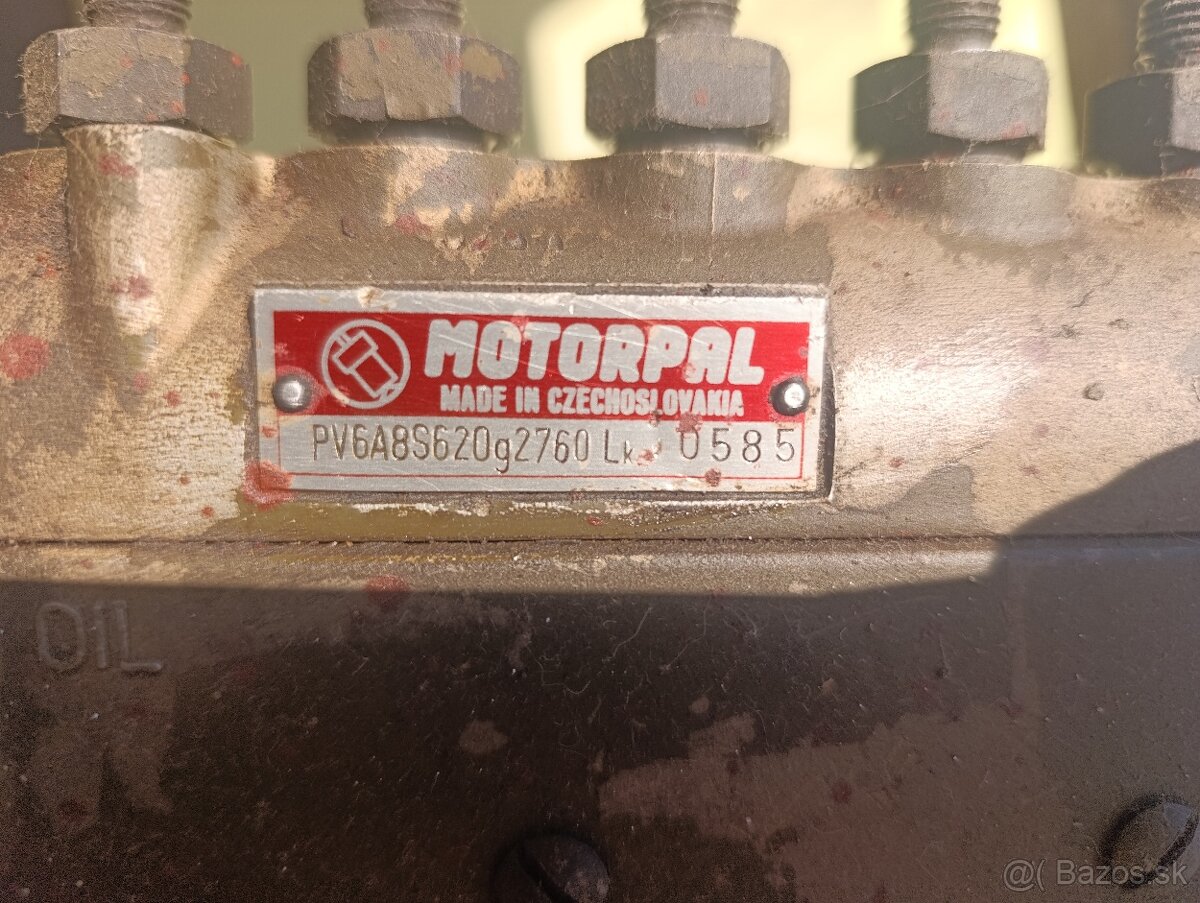 MOTORPAL
MADE IN CZECHOSLOVAKIA
PV6A8S620g2760 Lk 0585
OIL
@( Bazos.sk